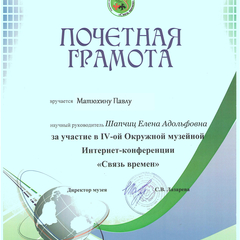 ПОЧЕТНАЯ
ГРАМОТА
вручается Матюхину Павлу
научный руководитель Шапчиц Елена Адольфовна
за участие в IV-ой Окружной музейной
Интернет-конференции
«Связь времен»
Директор музея С.В. Лазарева